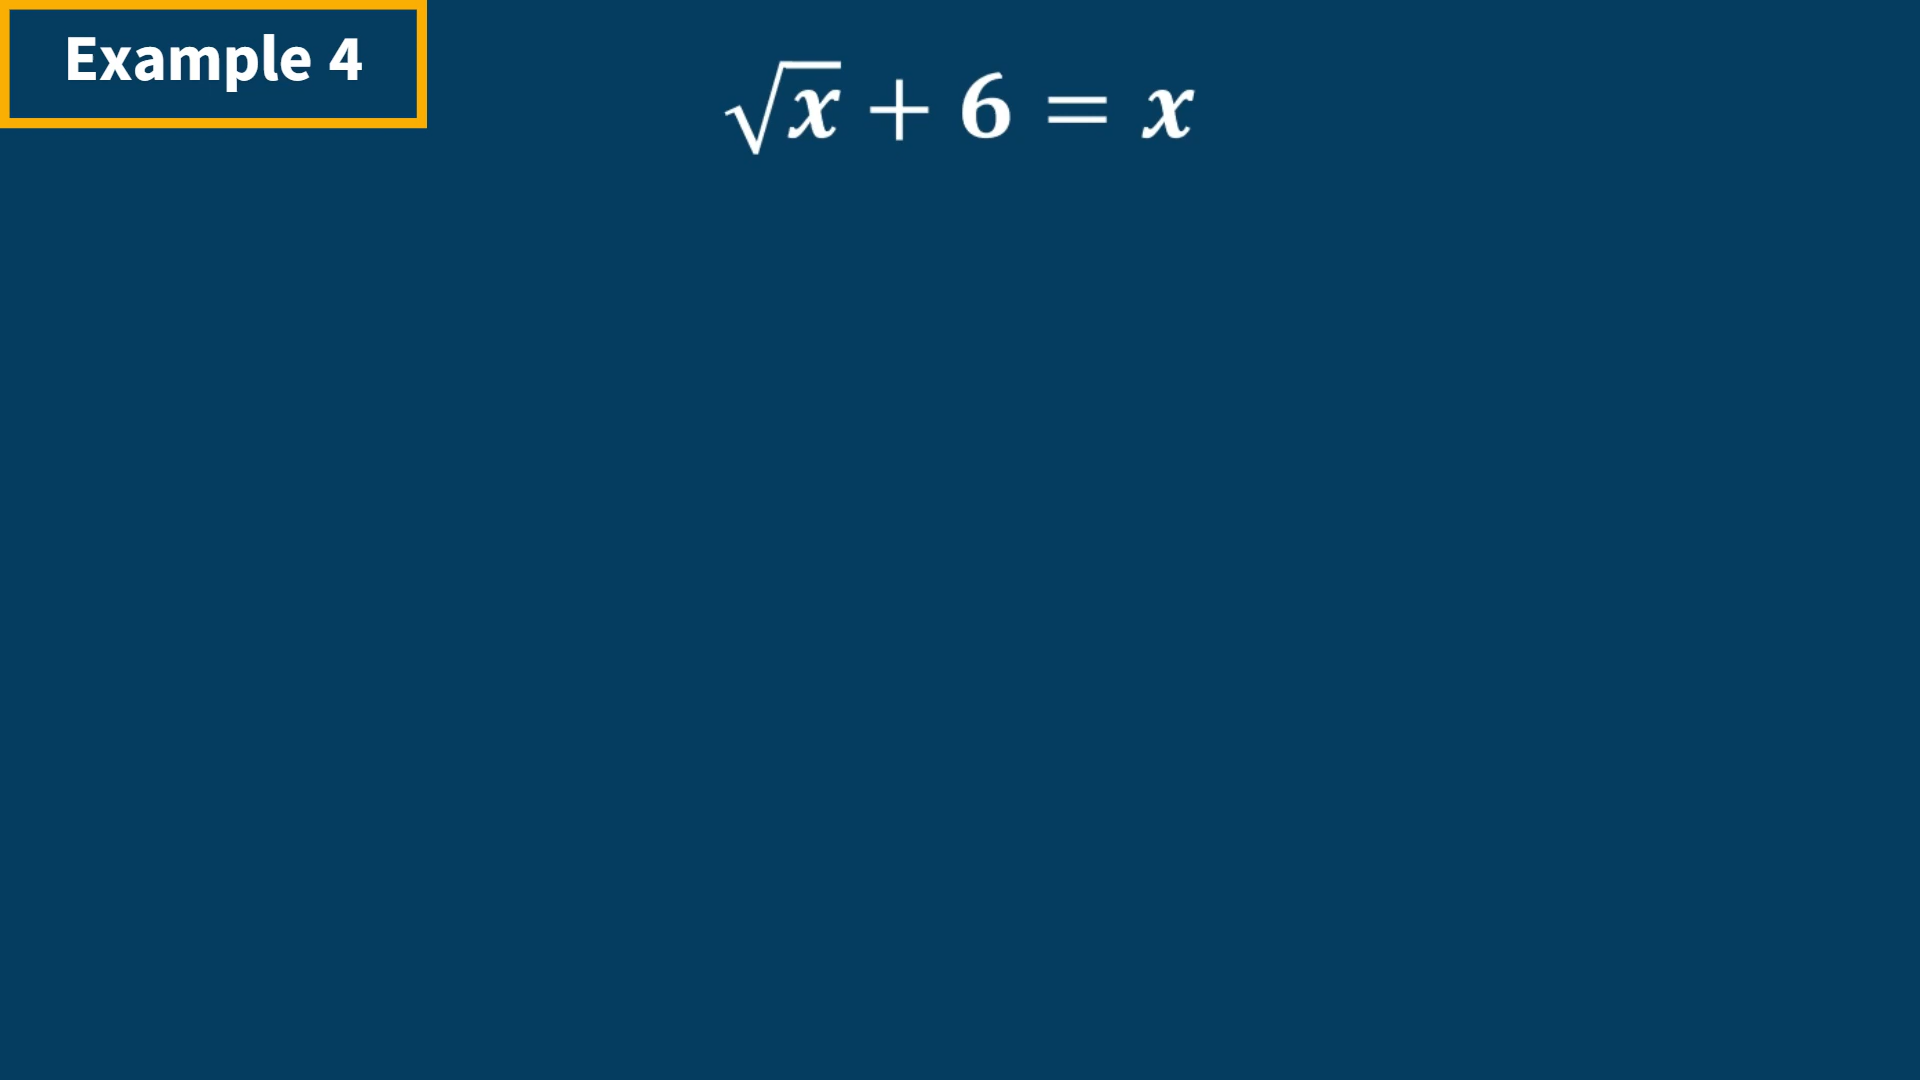 Example 4
√x + 6 = x